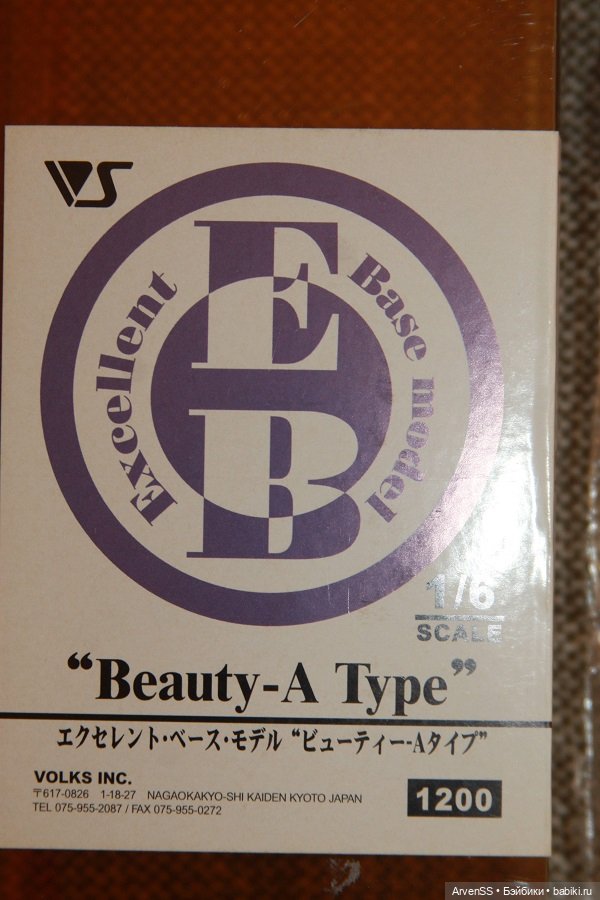 VS
Excellent
Base model
EB
1/6
SCALE
“Beauty-A Type”
エクセレント・ベース・モデル “ビューティー-Aタイプ”
VOLKS INC.
〒617-0826 1-18-27 NAGAOKAKYO-SHI KAIDEN KYOTO JAPAN
TEL 075-955-2087 / FAX 075-955-0272
1200
ArvenSS • Бэйбики • babiki.ru